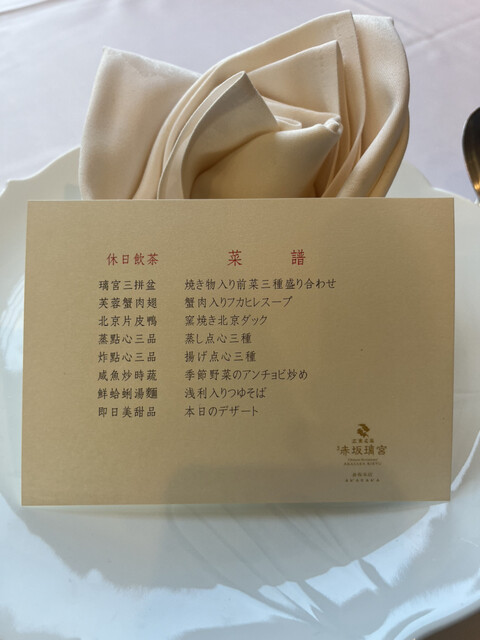 休日飲茶 菜譜
璃宮三拼盆 焼き物入り前菜三種盛り合わせ
芙蓉蟹肉翅 蟹肉入りフカヒレスープ
北京片皮鴨 窯焼き北京ダック
蒸點心三品 蒸し点心三種
炸點心三品 揚げ点心三種
咸魚炒時蔬 季節野菜のアンチョビ炒め
鮮蛤蜊湯麵 浅利入りつゆそば
即日美甜品 本日のデザート
広東名菜
赤坂璃宮